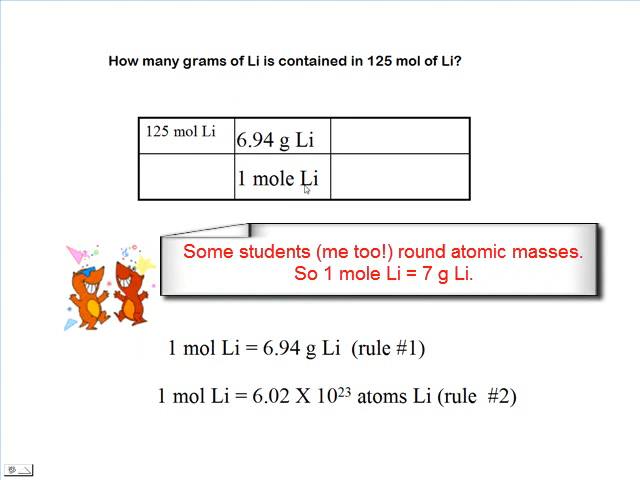 How many grams of Li is contained in 125 mol of Li?
125 mol Li
6.94 g Li
1 mole Li
Some students (me too!) round atomic masses.
So 1 mole Li = 7 g Li.
1 mol Li = 6.94 g Li (rule #1)
1 mol Li = 6.02 X 10²³ atoms Li (rule #2)